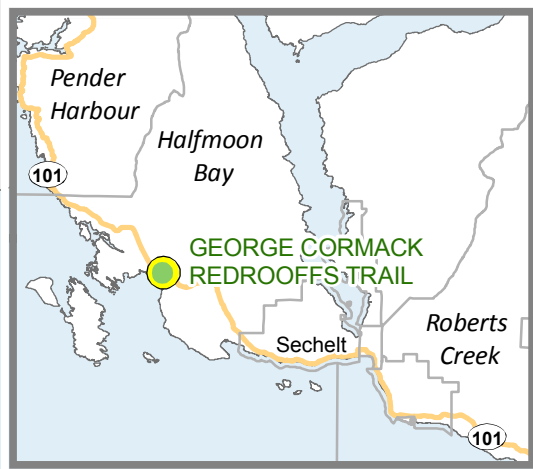 Pender
Harbour
Halfmoon
Bay
101
GEORGE CORMACK
REDROOFFS TRAIL
Sechelt
Roberts
Creek
101